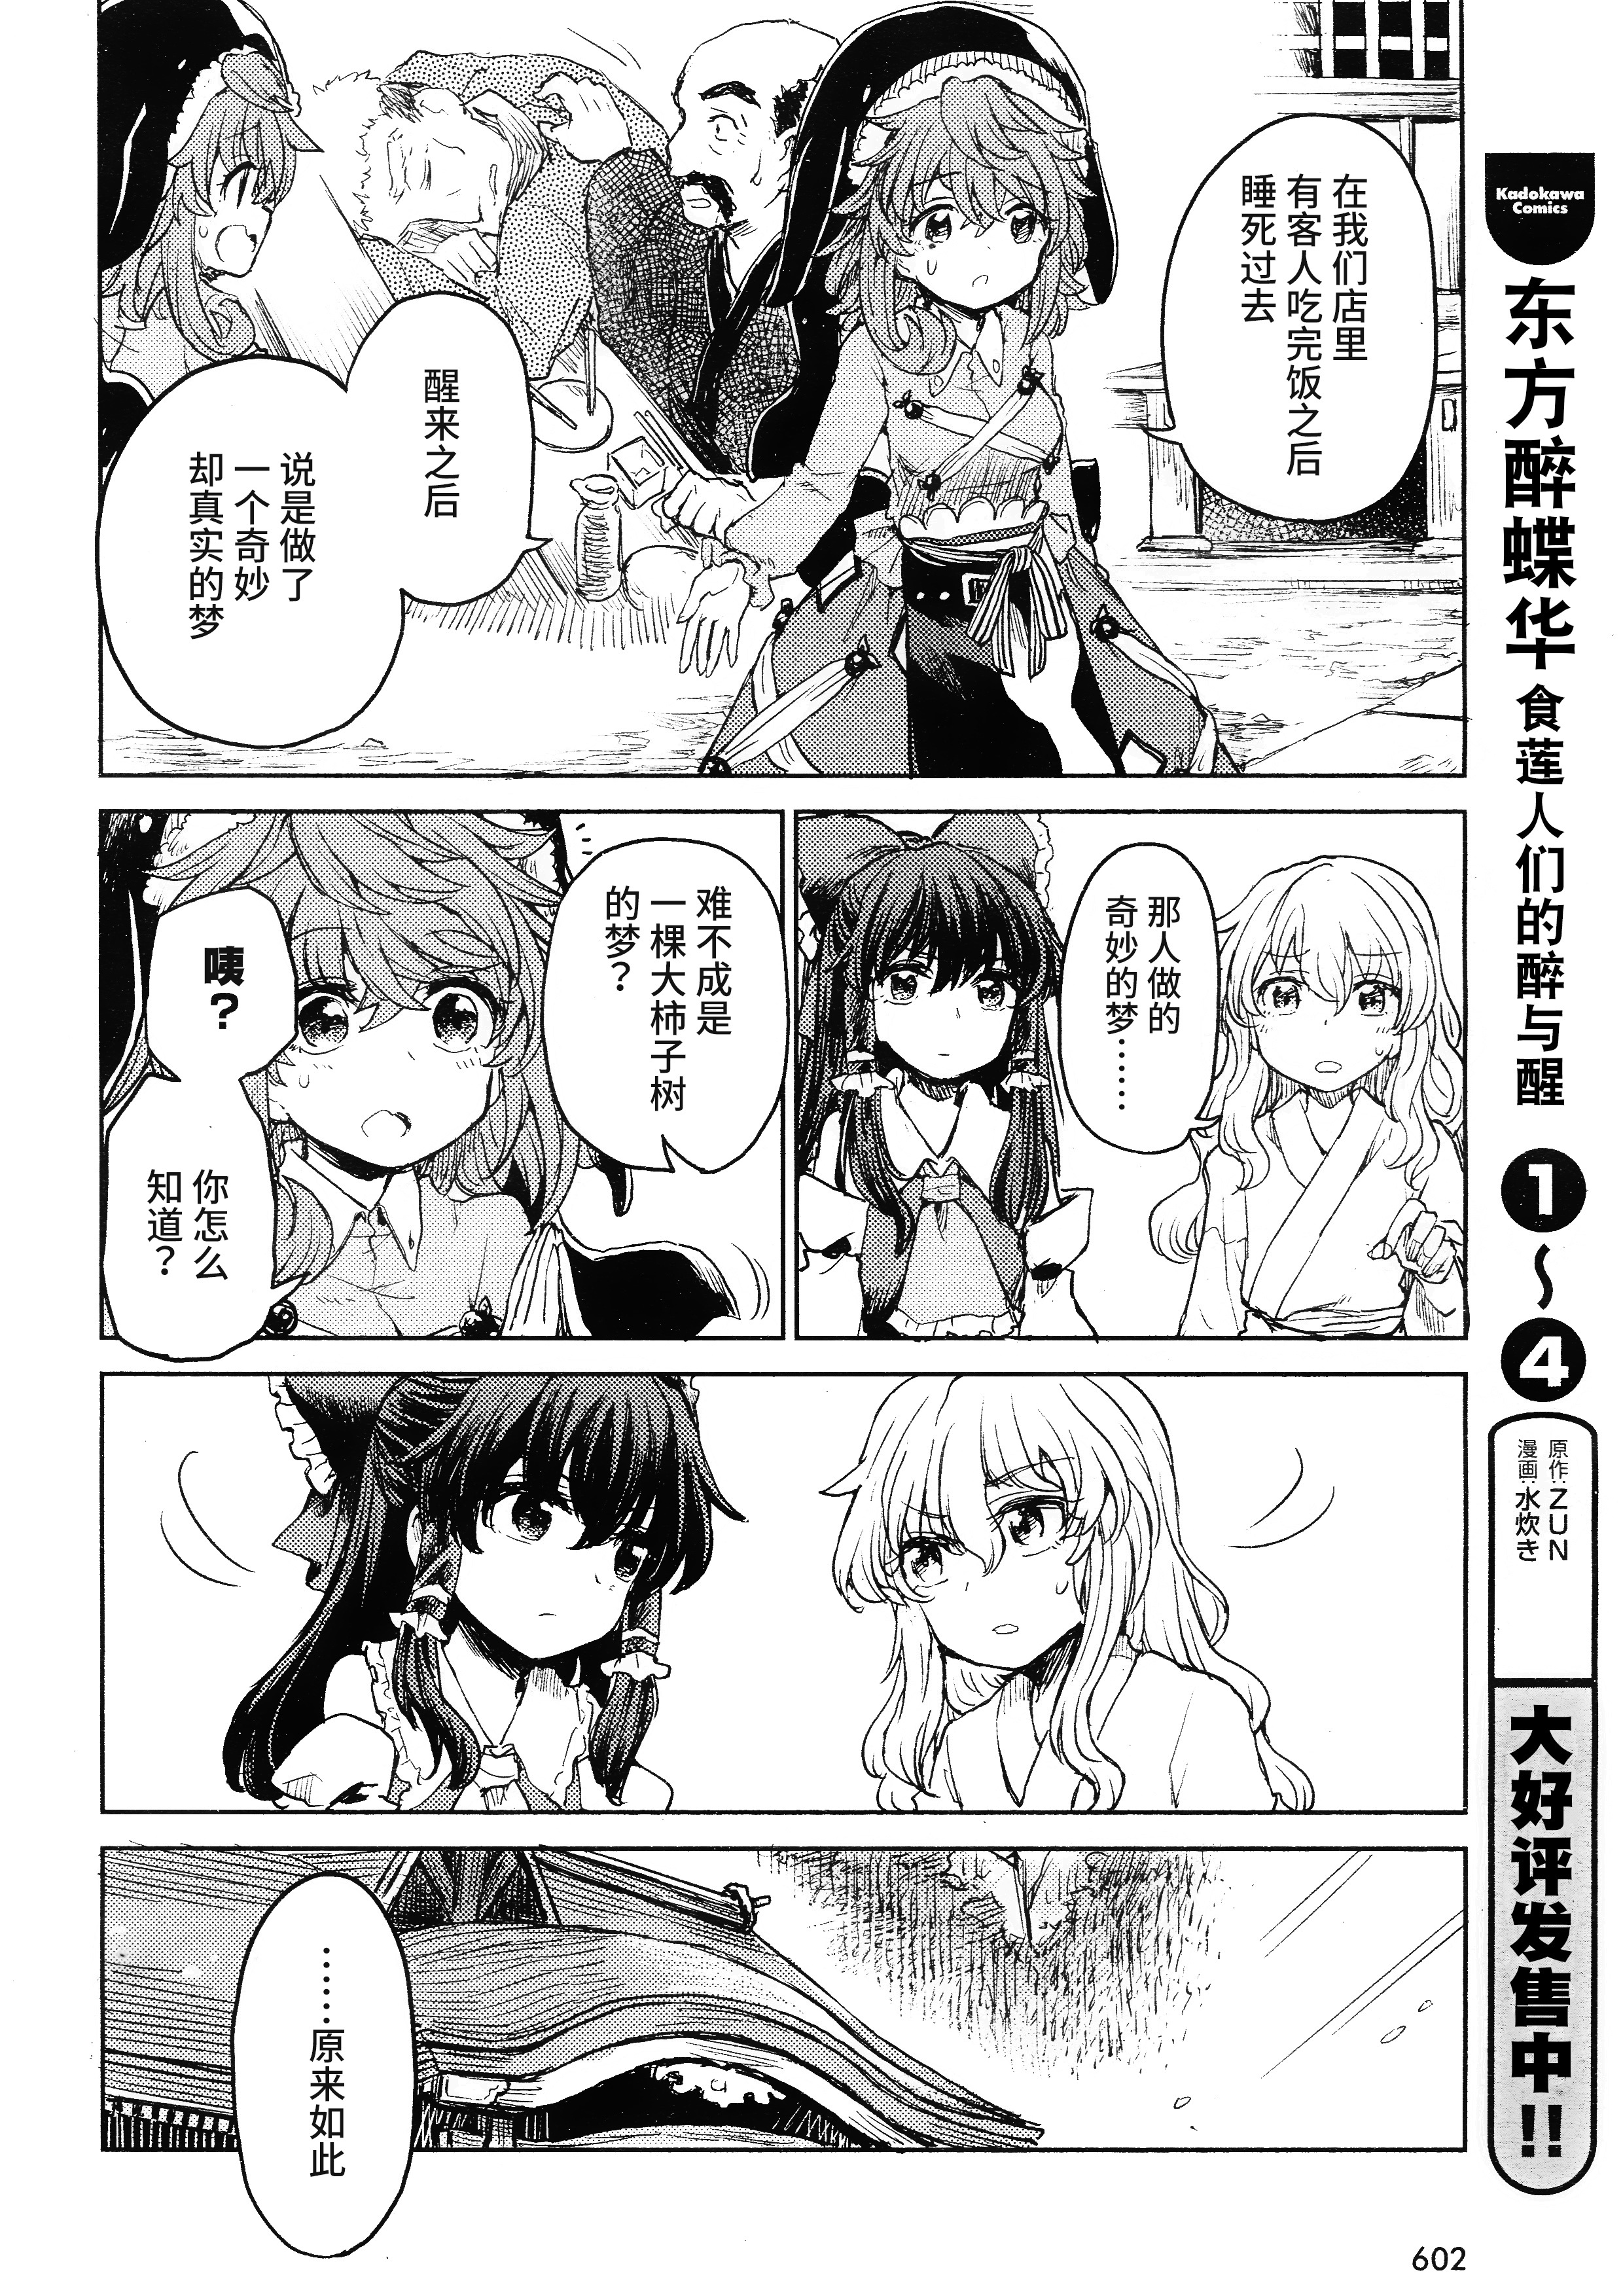 在我们店里
有客人吃完饭之后
睡死过去
醒来之后
说是做了
一个奇妙
却真实的梦
那人做的
奇妙的梦……
难不成是
一棵大柿子树
的梦？
咦？
你怎么
知道？
……原来如此
Kadokawa
Comics
东方醉蝶华 食莲人们的醉与醒 1～4
原作:ZUN
漫画:水炊き
大好评发售中!!
602